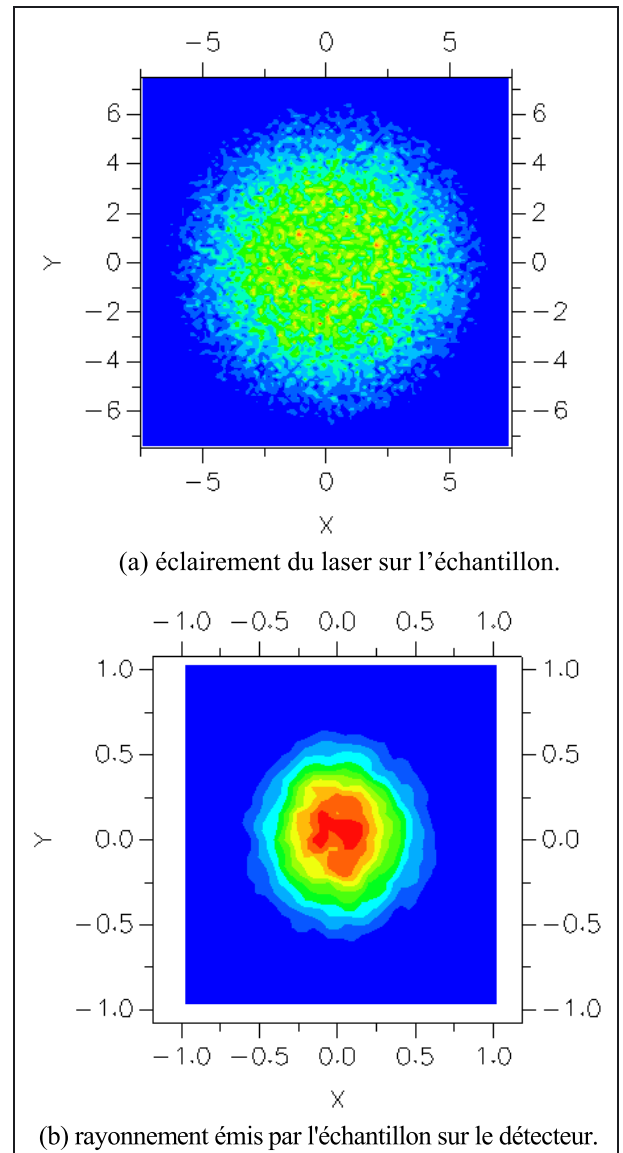 −5 0 5
6 6
4 4
2 2
Y 0 0
−2 −2
−4 −4
−6 −6
−5 0 5
X
(a) éclairement du laser sur l’échantillon.
−1.0 −0.5 0.0 0.5 1.0
1.0 1.0
0.5 0.5
Y 0.0 0.0
−0.5 −0.5
−1.0 −1.0
−1.0 −0.5 0.0 0.5 1.0
X
(b) rayonnement émis par l'échantillon sur le détecteur.